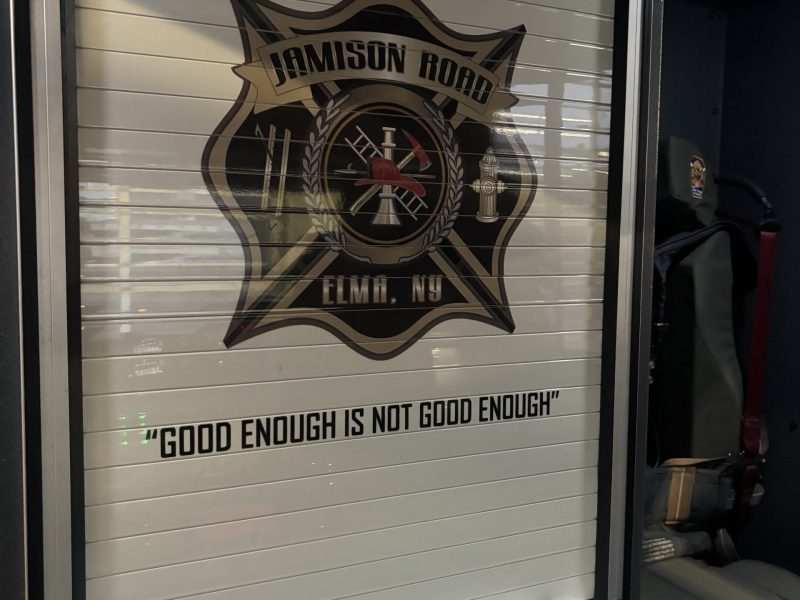 JAMISON ROAD
ELMA, NY
"GOOD ENOUGH IS NOT GOOD ENOUGH"